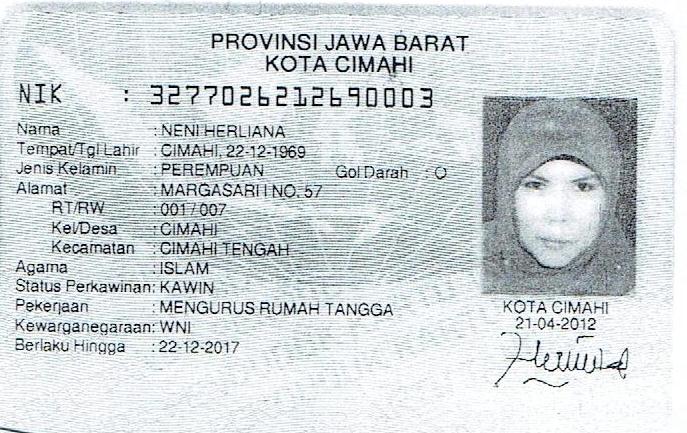 PROVINSI JAWA BARAT
KOTA CIMAHI
NIK : 3277026212690003
Nama : NENI HERLIANA
Tempat/Tgl Lahir : CIMAHI, 22-12-1969
Jenis Kelamin : PEREMPUAN Gol Darah : O
Alamat : MARGASARI I NO. 57
RT/RW : 001 / 007
Kel/Desa : CIMAHI
Kecamatan : CIMAHI TENGAH
Agama : ISLAM
Status Perkawinan: KAWIN
Pekerjaan : MENGURUS RUMAH TANGGA
Kewarganegaraan: WNI
Berlaku Hingga : 22-12-2017
KOTA CIMAHI
21-04-2012